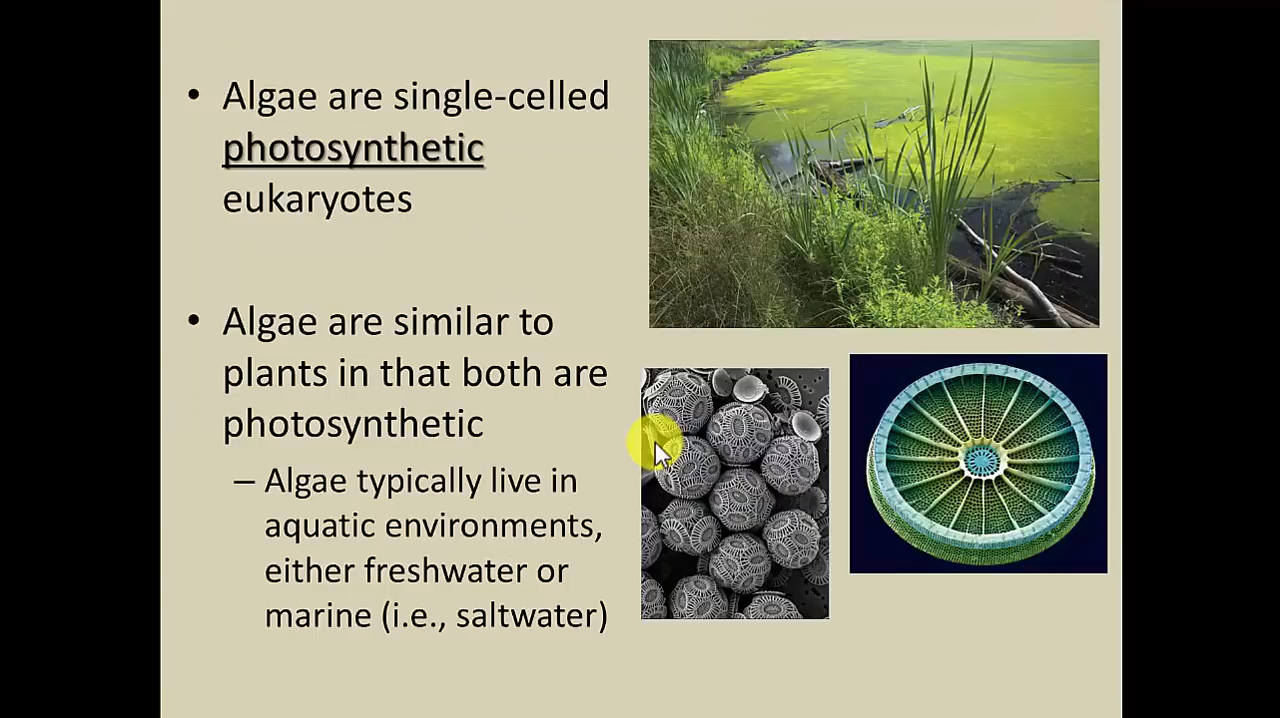 • Algae are single-celled
photosynthetic
eukaryotes
• Algae are similar to
plants in that both are
photosynthetic
– Algae typically live in
aquatic environments,
either freshwater or
marine (i.e., saltwater)